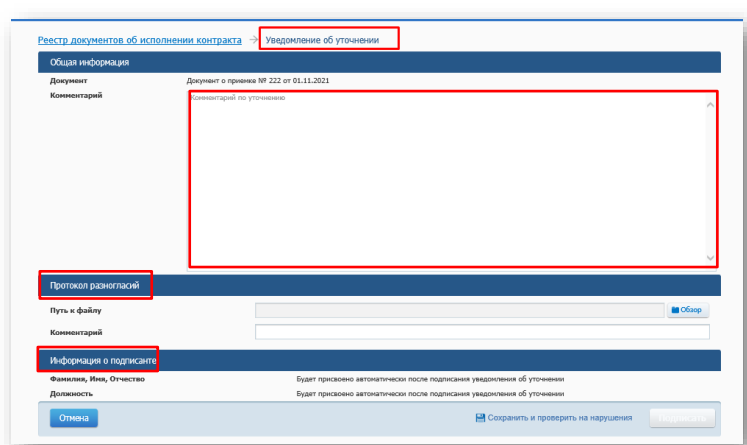 Реестр документов об исполнении контракта → Уведомление об уточнении
Общая информация
Документ Документ о приемке № 222 от 01.11.2021
Комментарий Комментарий по уточнению
Протокол разногласий
Путь к файлу Обзор
Комментарий
Информация о подписанте
Фамилия, Имя, Отчество Будет присвоено автоматически после подписания уведомления об уточнении
Должность Будет присвоено автоматически после подписания уведомления об уточнении
Отмена Сохранить и проверить на нарушения Подписать